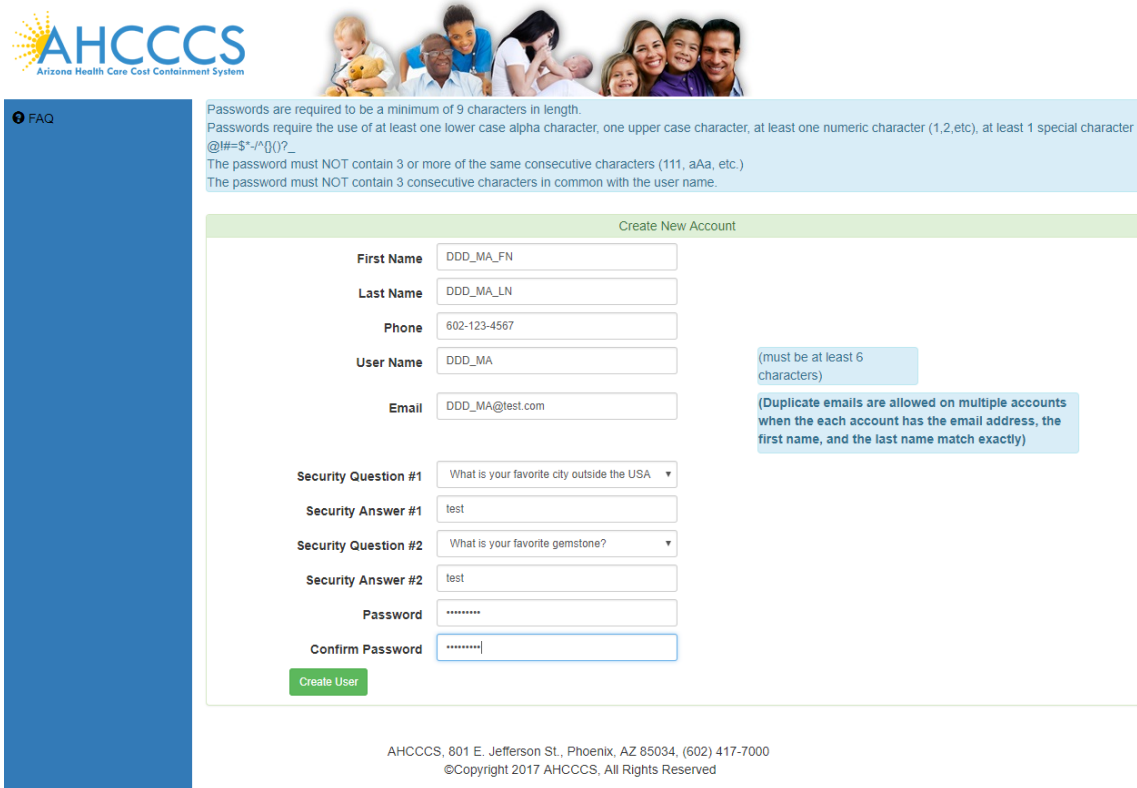 AHCCCS
Arizona Health Care Cost Containment System
FAQ
Passwords are required to be a minimum of 9 characters in length.
Passwords require the use of at least one lower case alpha character, one upper case character, at least one numeric character (1,2,etc), at least 1 special character
@!#=$*-/^{}()?_
The password must NOT contain 3 or more of the same consecutive characters (111, aAa, etc.)
The password must NOT contain 3 consecutive characters in common with the user name.
Create New Account
First Name DDD_MA_FN
Last Name DDD_MA_LN
Phone 602-123-4567
User Name DDD_MA (must be at least 6
characters)
Email DDD_MA@test.com (Duplicate emails are allowed on multiple accounts
when the each account has the email address, the
first name, and the last name match exactly)
Security Question #1 What is your favorite city outside the USA
Security Answer #1 test
Security Question #2 What is your favorite gemstone?
Security Answer #2 test
Password •••••••••
Confirm Password •••••••••
Create User
AHCCCS, 801 E. Jefferson St., Phoenix, AZ 85034, (602) 417-7000
©Copyright 2017 AHCCCS, All Rights Reserved